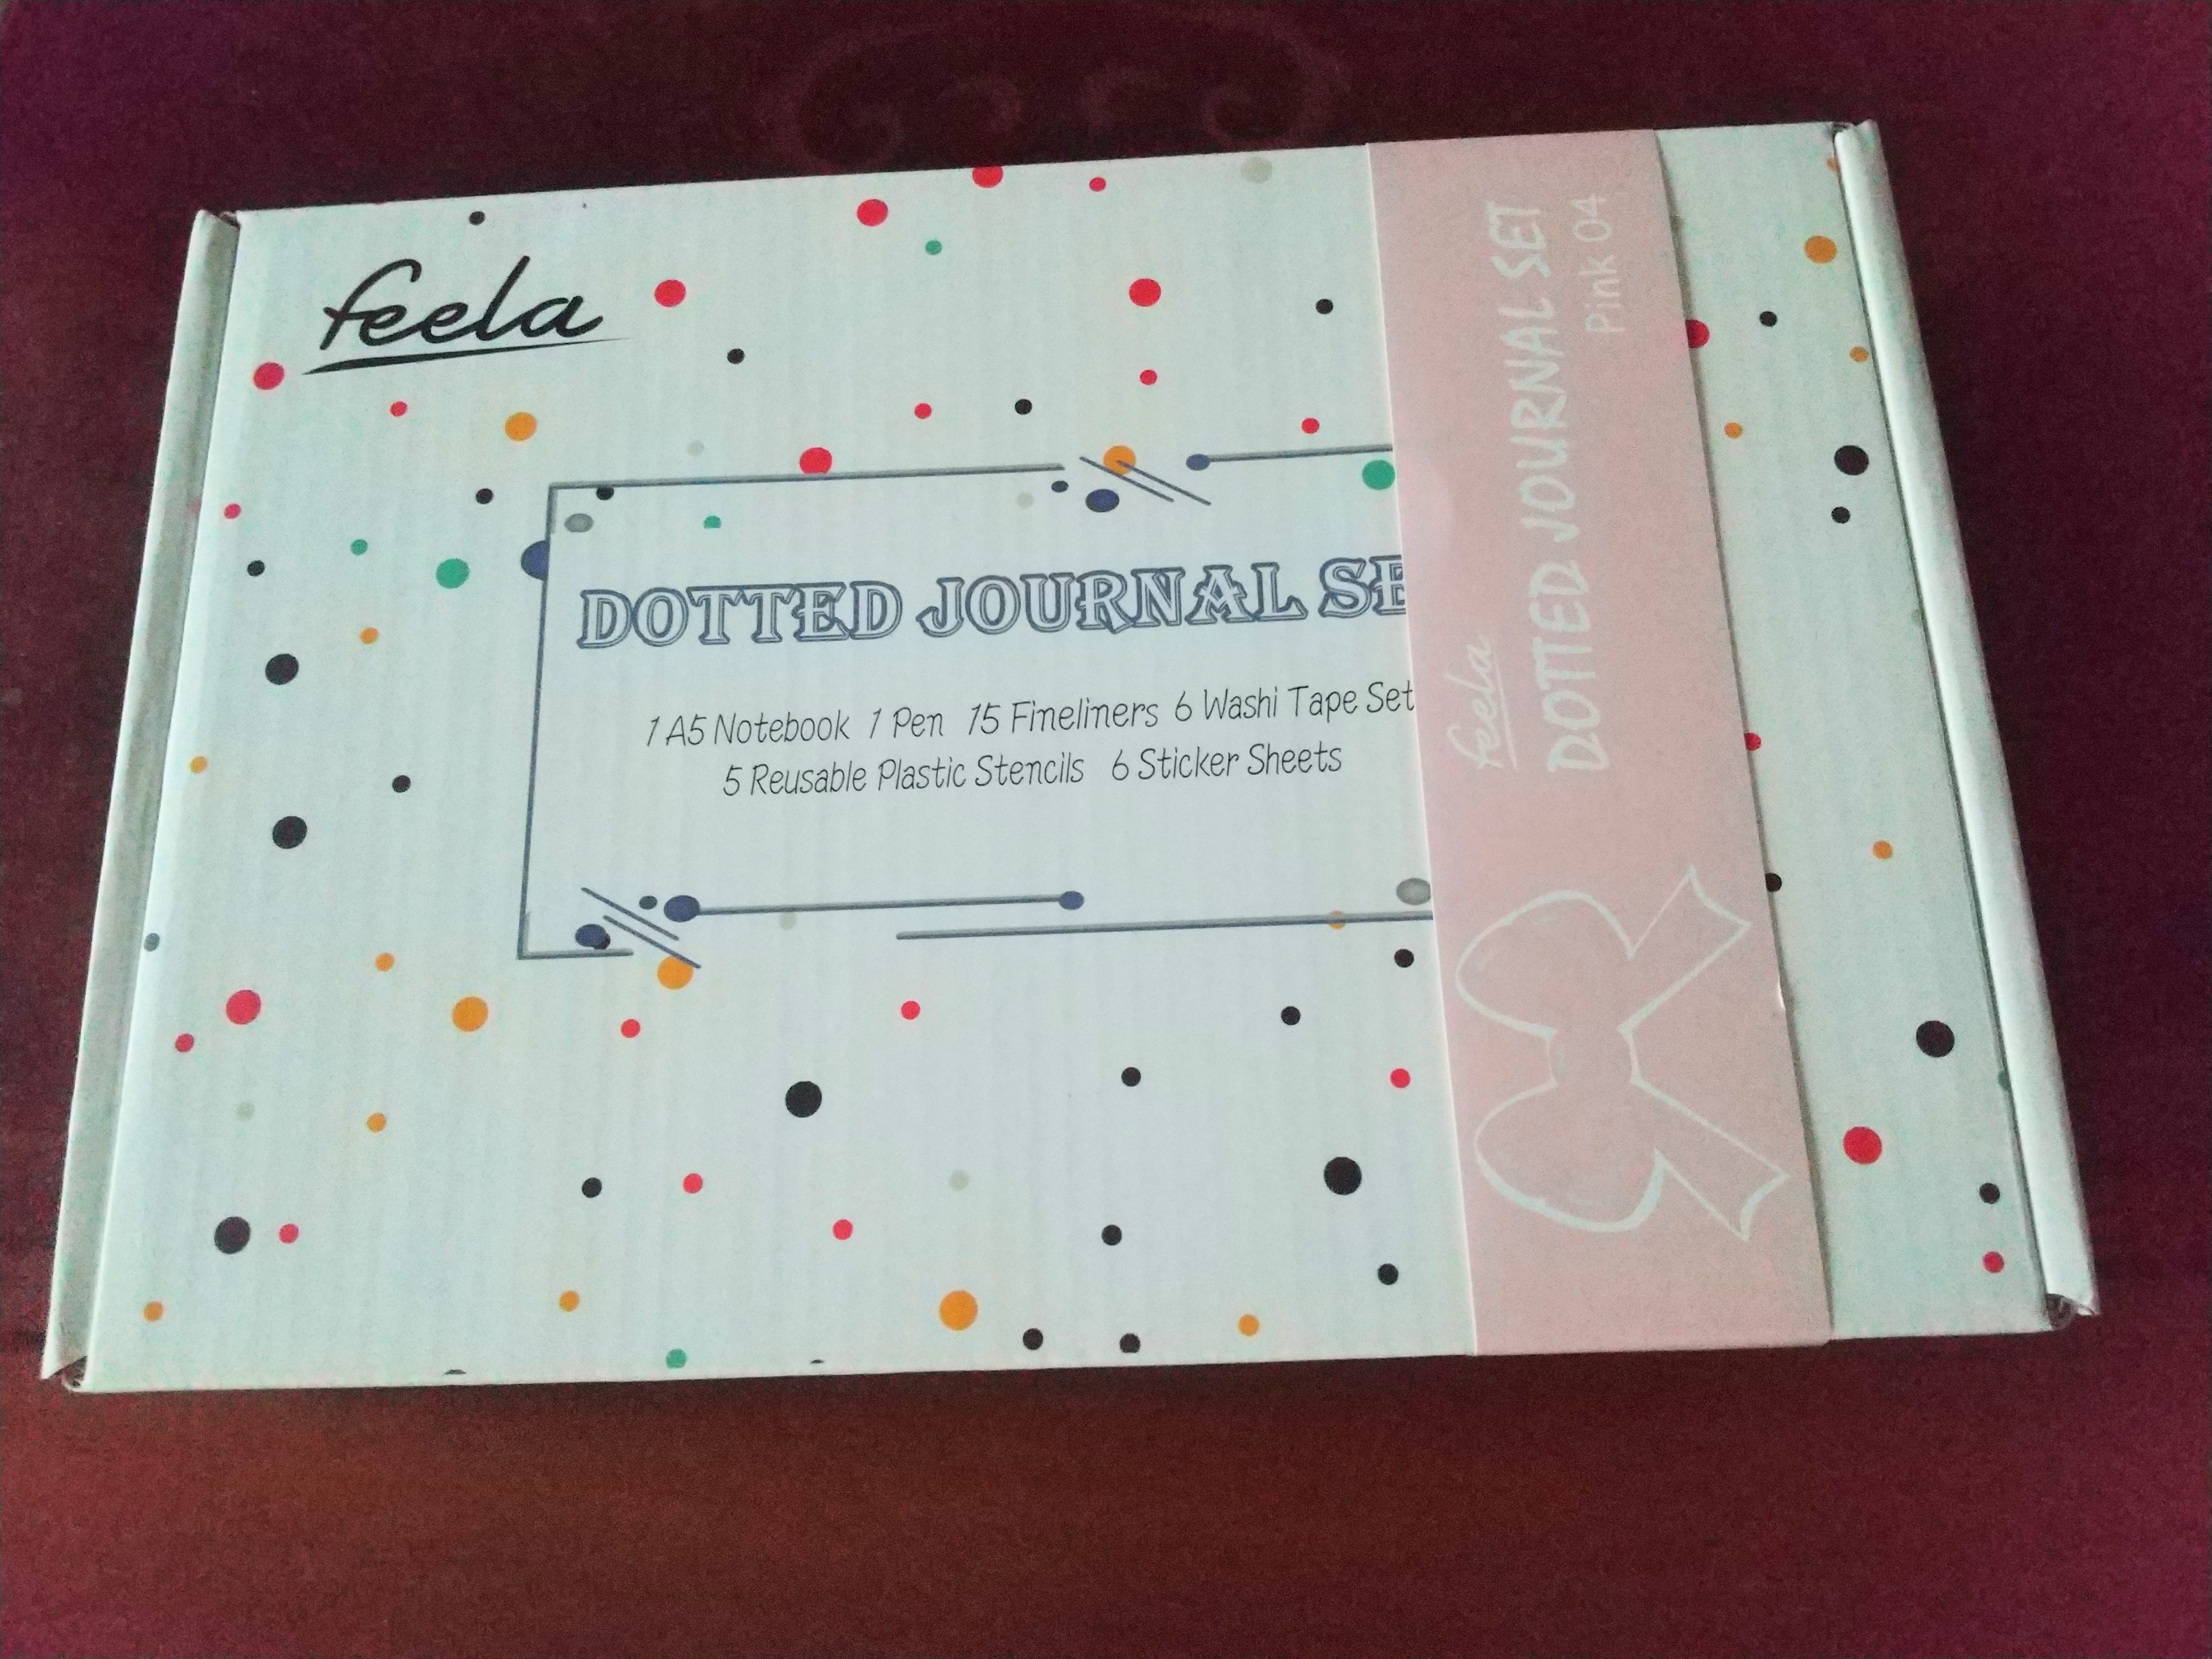 feela
DOTTED JOURNAL SE
1 A5 Notebook 1 Pen 15 Fineliners 6 Washi Tape Set
5 Reusable Plastic Stencils 6 Sticker Sheets
feela
DOTTED JOURNAL SET
Pink 04